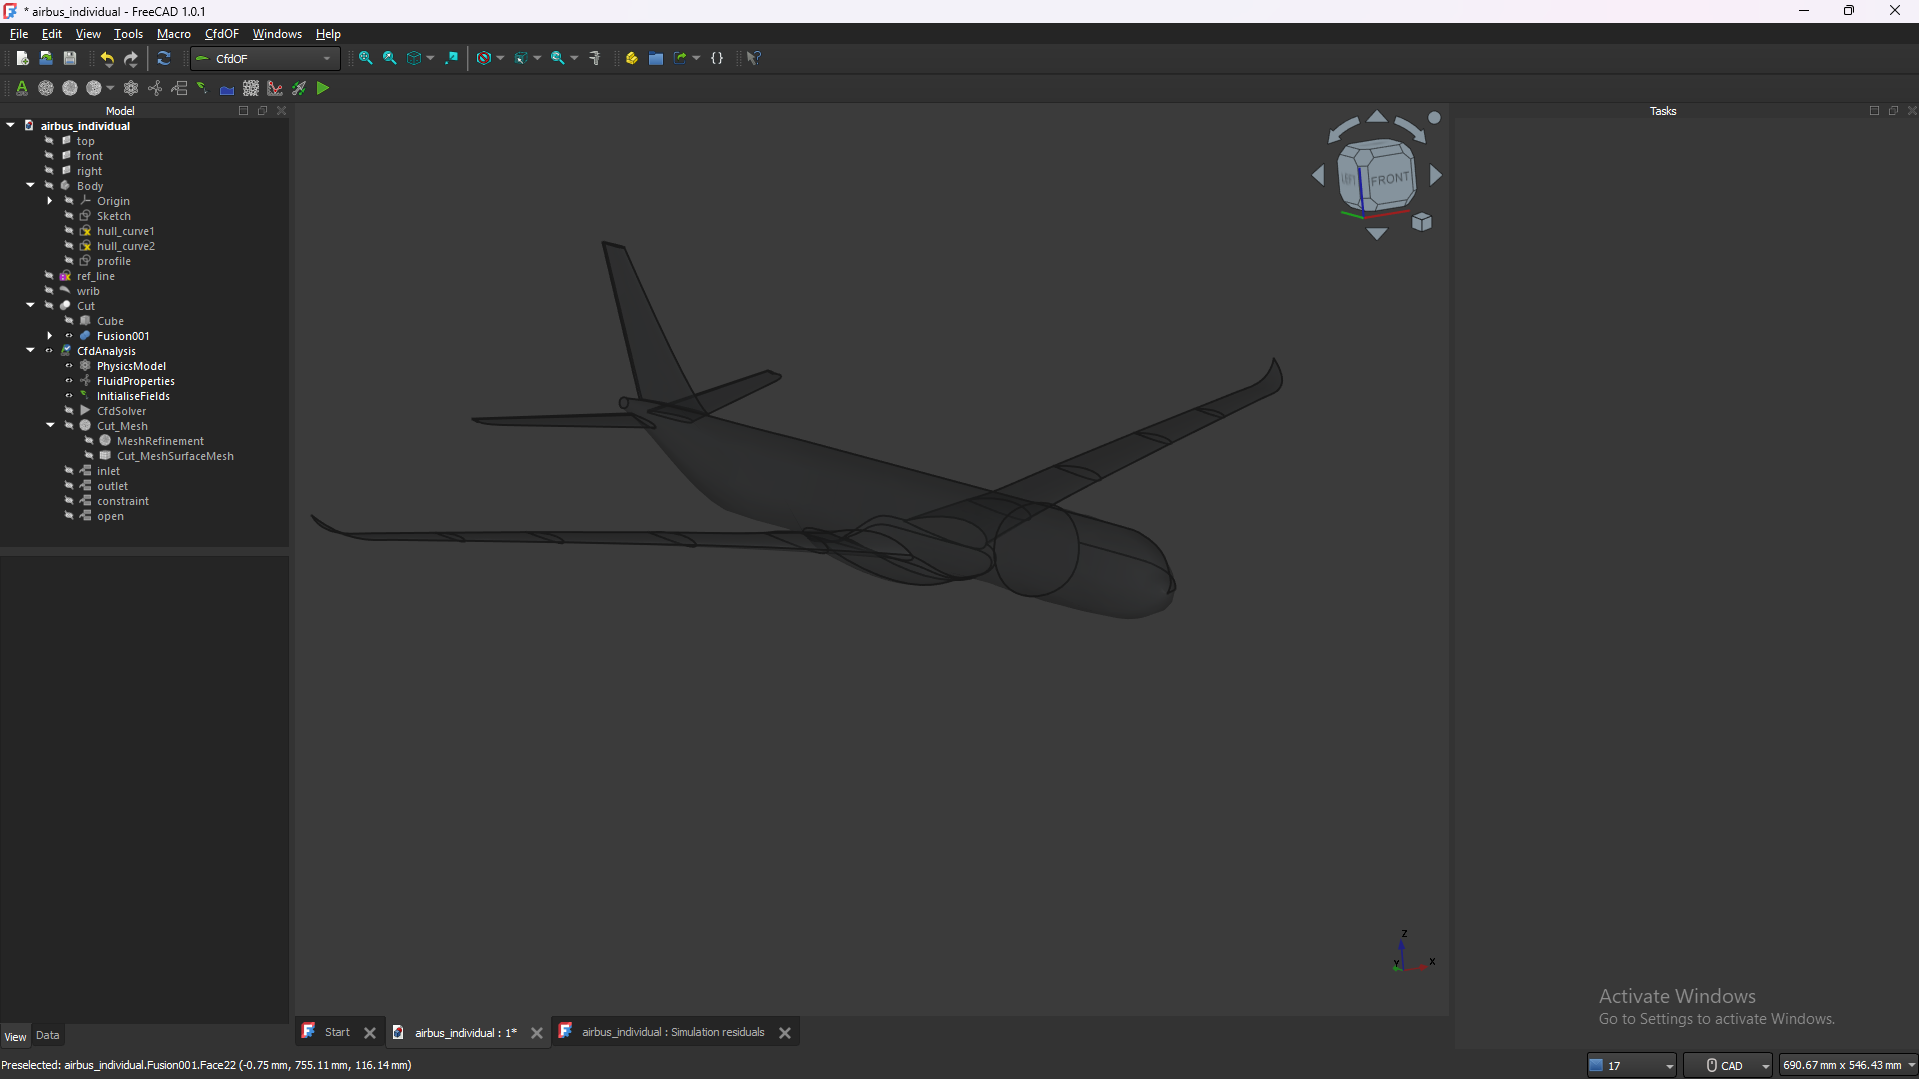 * airbus_individual - FreeCAD 1.0.1
File Edit View Tools Macro CfdOF Windows Help
CfdOF
Model
Tasks
airbus_individual
top
front
right
Body
Origin
Sketch
hull_curve1
hull_curve2
profile
ref_line
wrib
Cut
Cube
Fusion001
CfdAnalysis
PhysicsModel
FluidProperties
InitialiseFields
CfdSolver
Cut_Mesh
MeshRefinement
Cut_MeshSurfaceMesh
inlet
outlet
constraint
open
LEFT FRONT
Z
Y X
Activate Windows
Go to Settings to activate Windows.
View Data
Start
airbus_individual : 1*
airbus_individual : Simulation residuals
Preselected: airbus_individual.Fusion001.Face22 (-0.75 mm, 755.11 mm, 116.14 mm)
17
CAD
690.67 mm x 546.43 mm